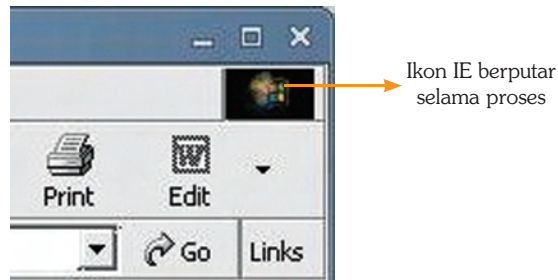 Ikon IE berputar
selama proses
Print
Edit
Go
Links